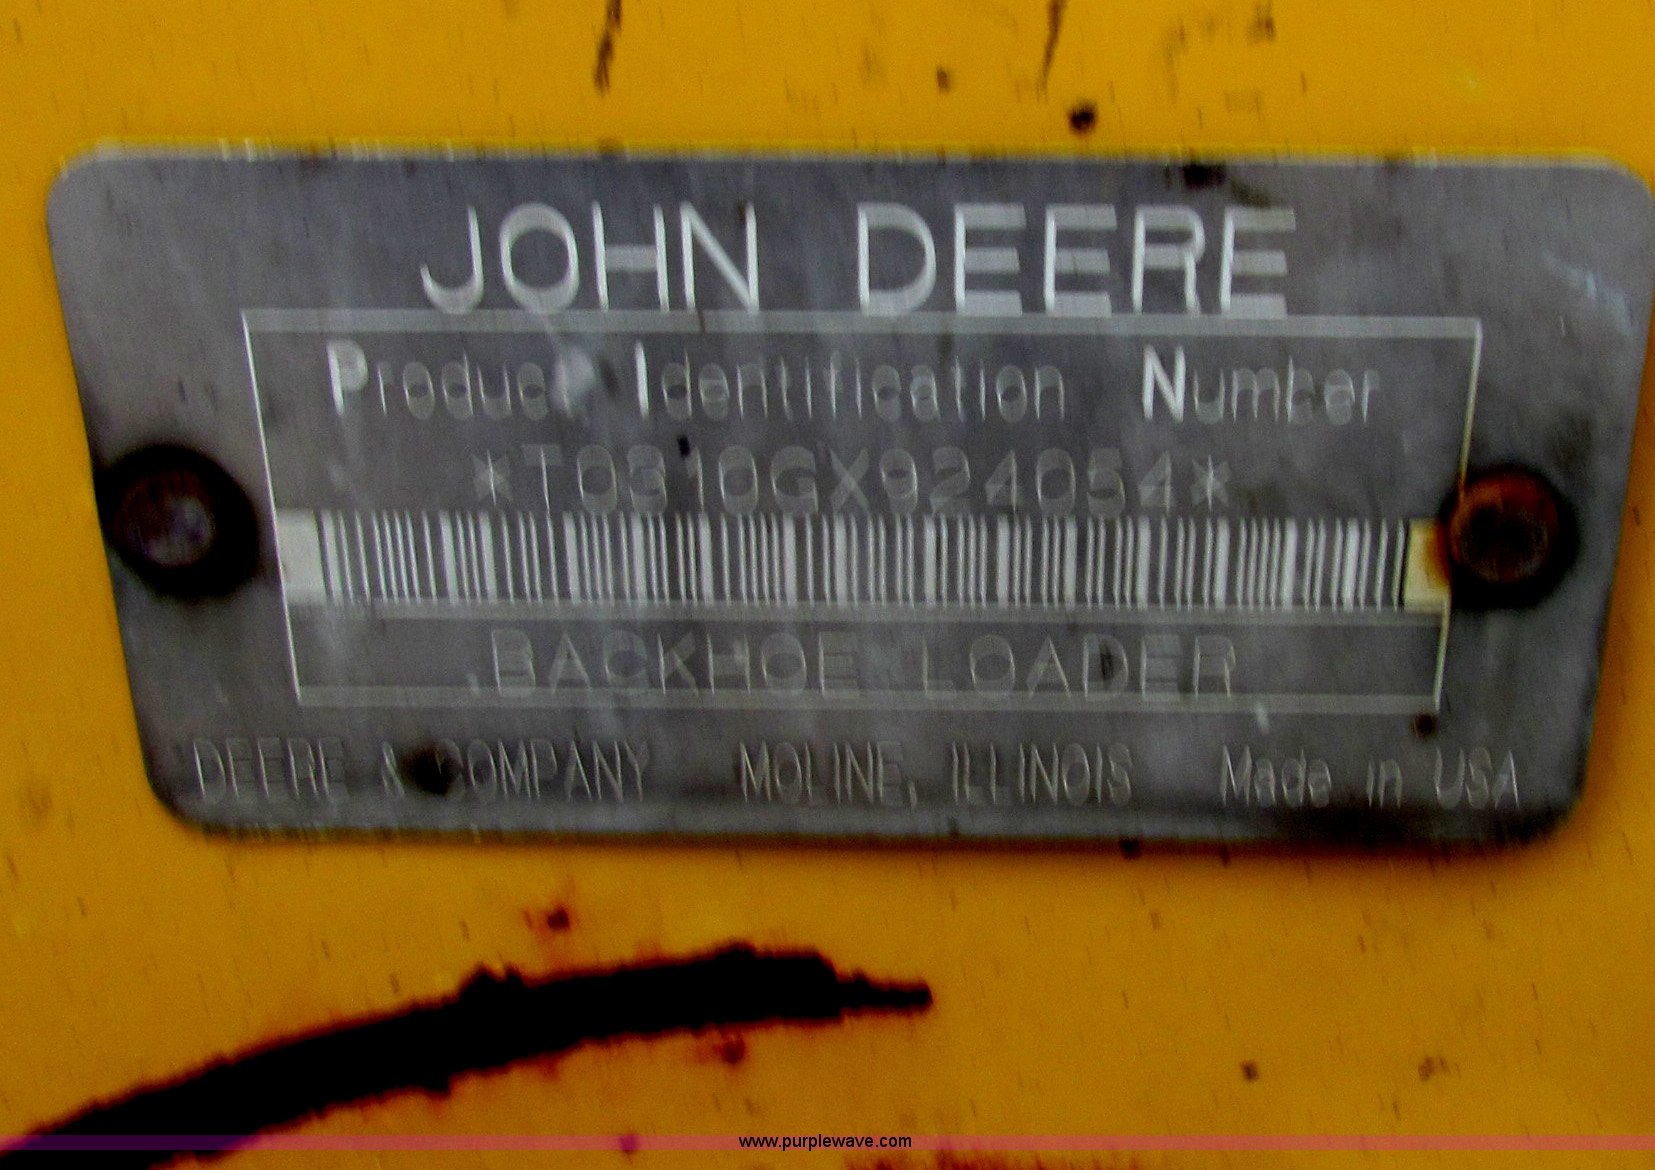 JOHN DEERE
Product Identification Number
*T0310GX924054*
BACKHOE LOADER
DEERE & COMPANY MOLINE, ILLINOIS Made in USA
www.purplewave.com